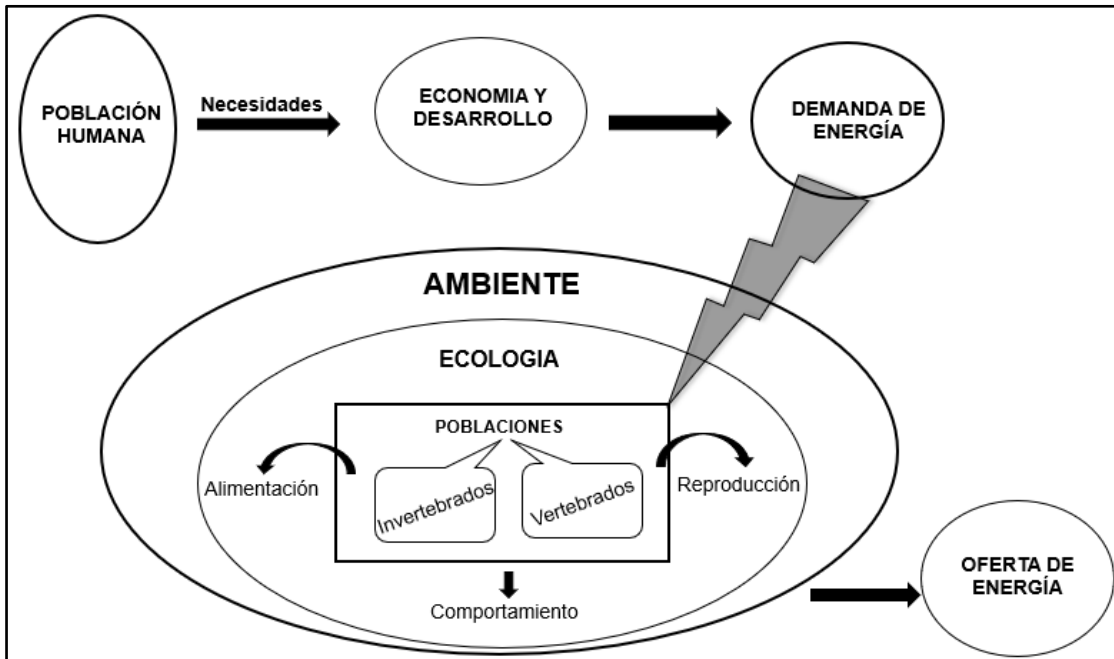 POBLACIÓN
HUMANA
Necesidades
ECONOMIA Y
DESARROLLO
DEMANDA DE
ENERGÍA
AMBIENTE
ECOLOGIA
POBLACIONES
Invertebrados
Vertebrados
Alimentación
Reproducción
Comportamiento
OFERTA DE
ENERGÍA